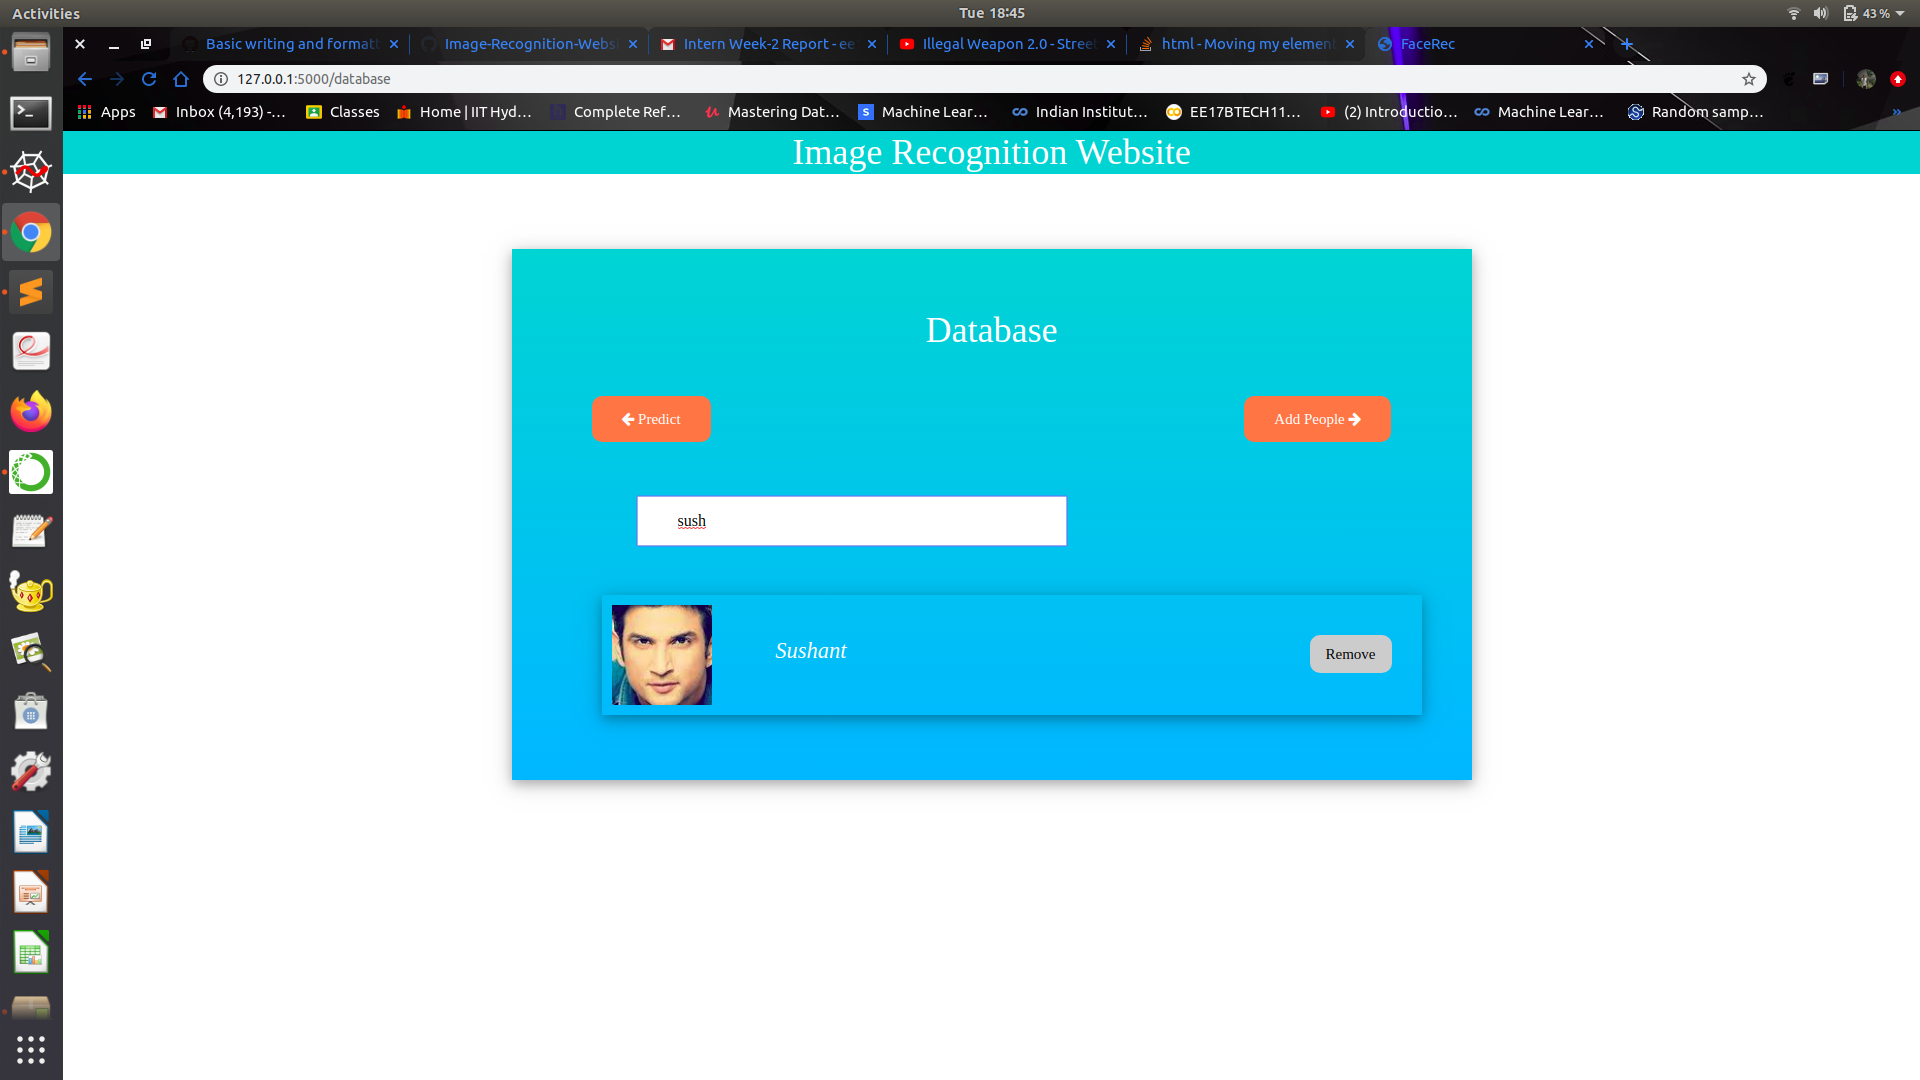 Activities
Tue 18:45
43 %
Basic writing and formatt
Image-Recognition-Websi
Intern Week-2 Report - ee
Illegal Weapon 2.0 - Street
html - Moving my element
FaceRec
127.0.0.1:5000/database
Apps
Inbox (4,193) -...
Classes
Home | IIT Hyd...
Complete Ref...
Mastering Dat...
Machine Lear...
Indian Institut...
EE17BTECH11...
(2) Introductio...
Machine Lear...
Random samp...
Image Recognition Website
Database
Predict
Add People
sush
Sushant
Remove